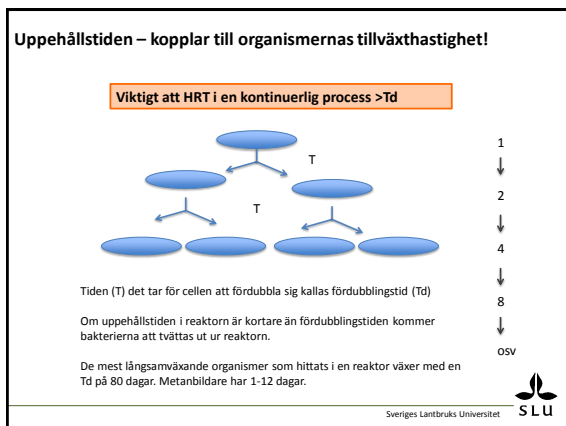 Uppehållstiden – kopplar till organismernas tillväxthastighet!
Viktigt att HRT i en kontinuerlig process >Td
T
T
1
2
4
8
osv
Tiden (T) det tar för cellen att fördubbla sig kallas fördubblingstid (Td)
Om uppehållstiden i reaktorn är kortare än fördubblingstiden kommer
bakterierna att tvättas ut ur reaktorn.
De mest långsamväxande organismer som hittats i en reaktor växer med en
Td på 80 dagar. Metanbildare har 1-12 dagar.
Sveriges Lantbruks Universitet
SLU